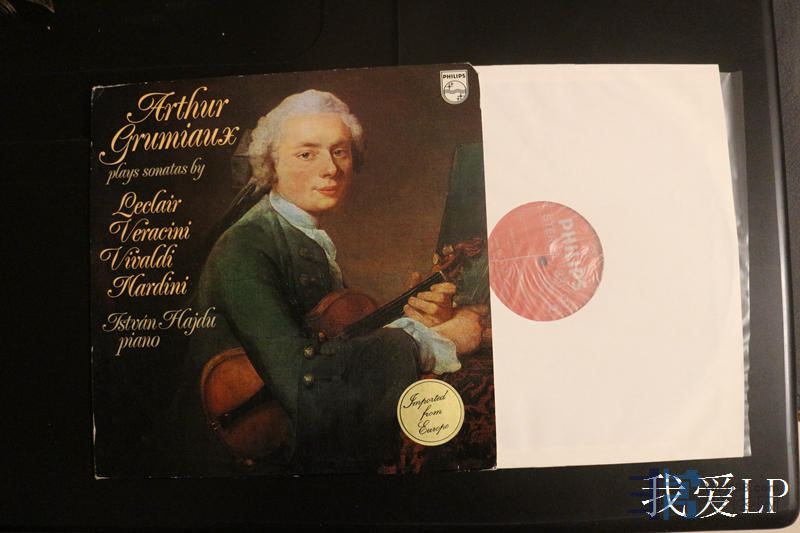 Arthur
Grumiaux
plays sonatas by
Leclair
Veracini
Vivaldi
Nardini
István Hajdu
piano
PHILIPS
Imported
from
Europe
PHILIPS
STEREO
我爱LP